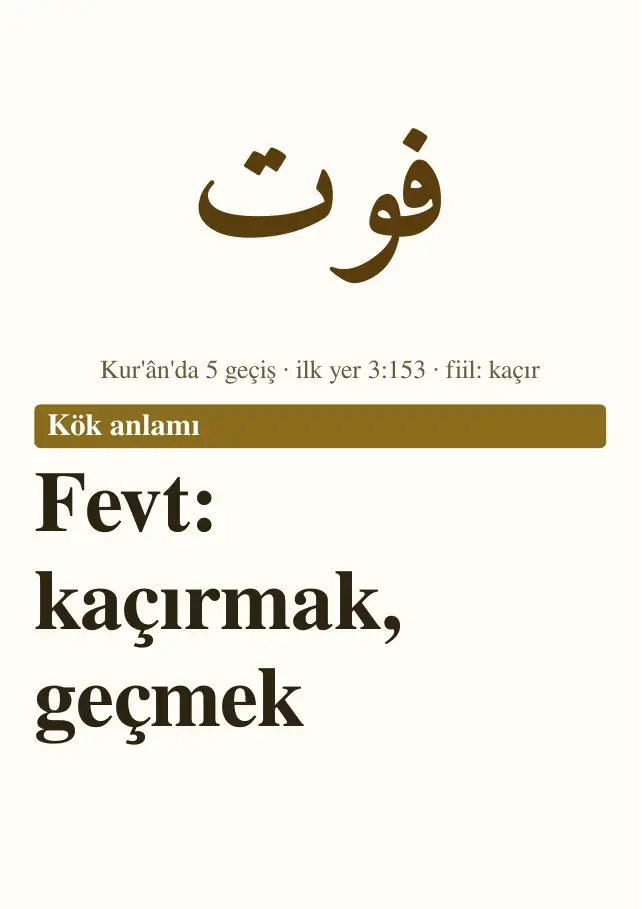 فوت
Kur'ân'da 5 geçiş · ilk yer 3:153 · fiil: kaçır
Kök anlamı
Fevt:
kaçırmak,
geçmek